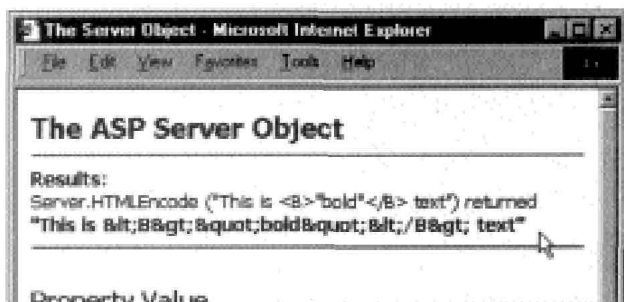 The Server Object - Microsoft Internet Explorer
File Edit View Favorites Tools Help
The ASP Server Object
Results:
Server.HTMLEncode ("This is <B>"bold"</B> text") returned
"This is &lt;B&gt;&quot;bold&quot;&lt;/B&gt; text"
Property Value